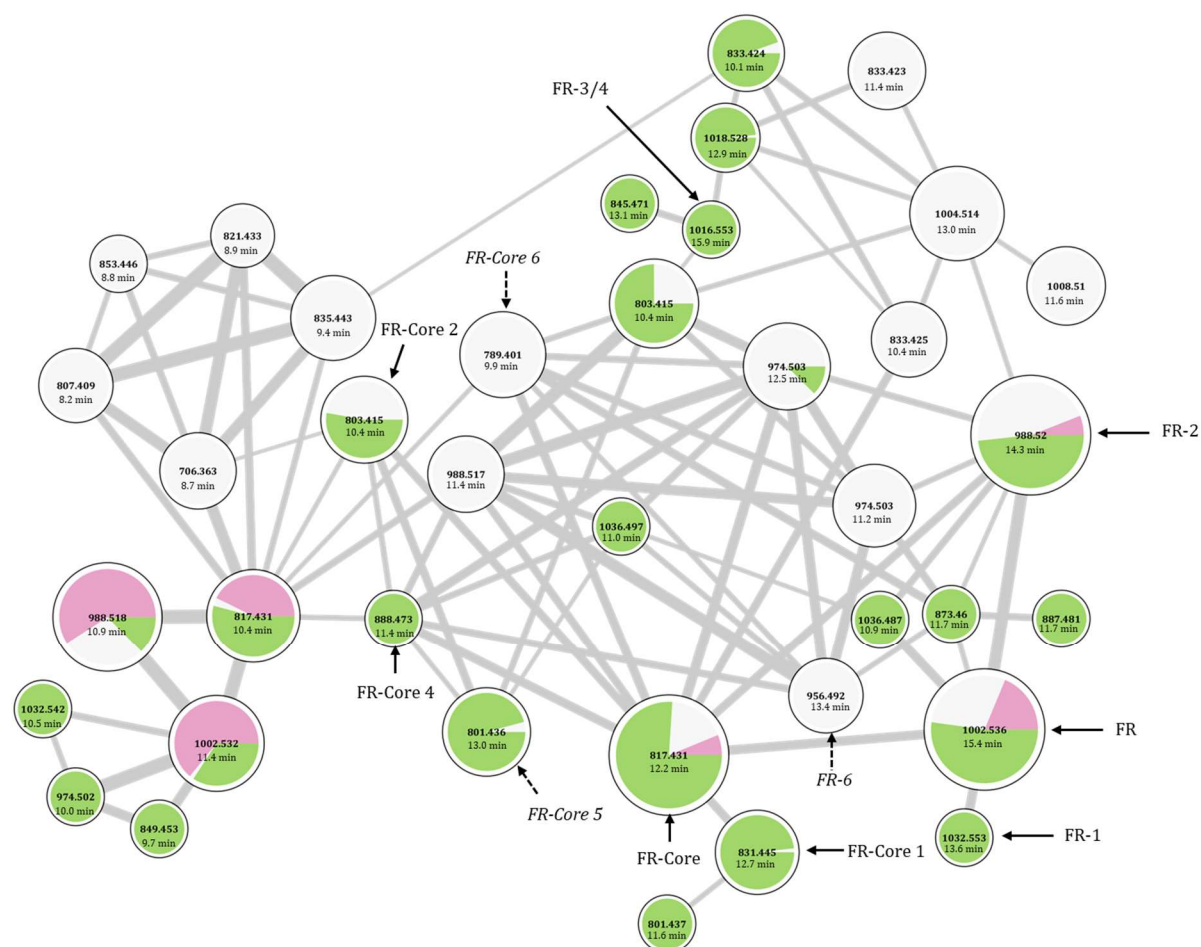 833.424
10.1 min
833.423
11.4 min
FR-3/4
1018.528
12.9 min
845.471
13.1 min
1016.553
15.9 min
1004.514
13.0 min
821.433
8.9 min
853.446
8.8 min
FR-Core 6
1008.51
11.6 min
803.415
10.4 min
835.443
9.4 min
FR-Core 2
789.401
9.9 min
833.425
10.4 min
974.503
12.5 min
807.409
8.2 min
803.415
10.4 min
988.52
14.3 min
FR-2
706.363
8.7 min
988.517
11.4 min
974.503
11.2 min
1036.497
11.0 min
988.518
10.9 min
817.431
10.4 min
888.473
11.4 min
1036.487
10.9 min
873.46
11.7 min
887.481
11.7 min
FR-Core 4
956.492
13.4 min
1032.542
10.5 min
1002.532
11.4 min
801.436
13.0 min
817.431
12.2 min
1002.536
15.4 min
FR
FR-6
974.502
10.0 min
849.453
9.7 min
FR-Core 5
FR-Core
831.445
12.7 min
FR-Core 1
1032.553
13.6 min
FR-1
801.437
11.6 min